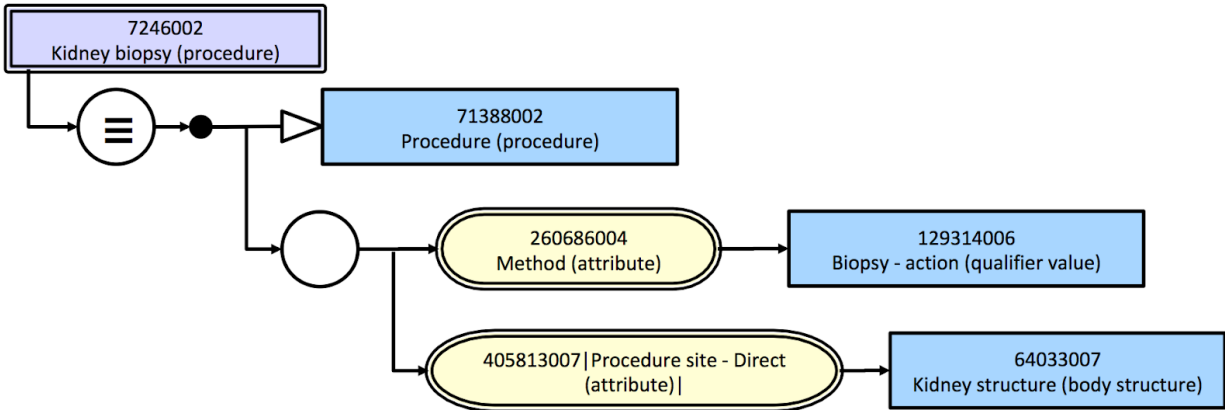 7246002
Kidney biopsy (procedure)
71388002
Procedure (procedure)
260686004
Method (attribute)
129314006
Biopsy - action (qualifier value)
405813007|Procedure site - Direct
(attribute)|
64033007
Kidney structure (body structure)